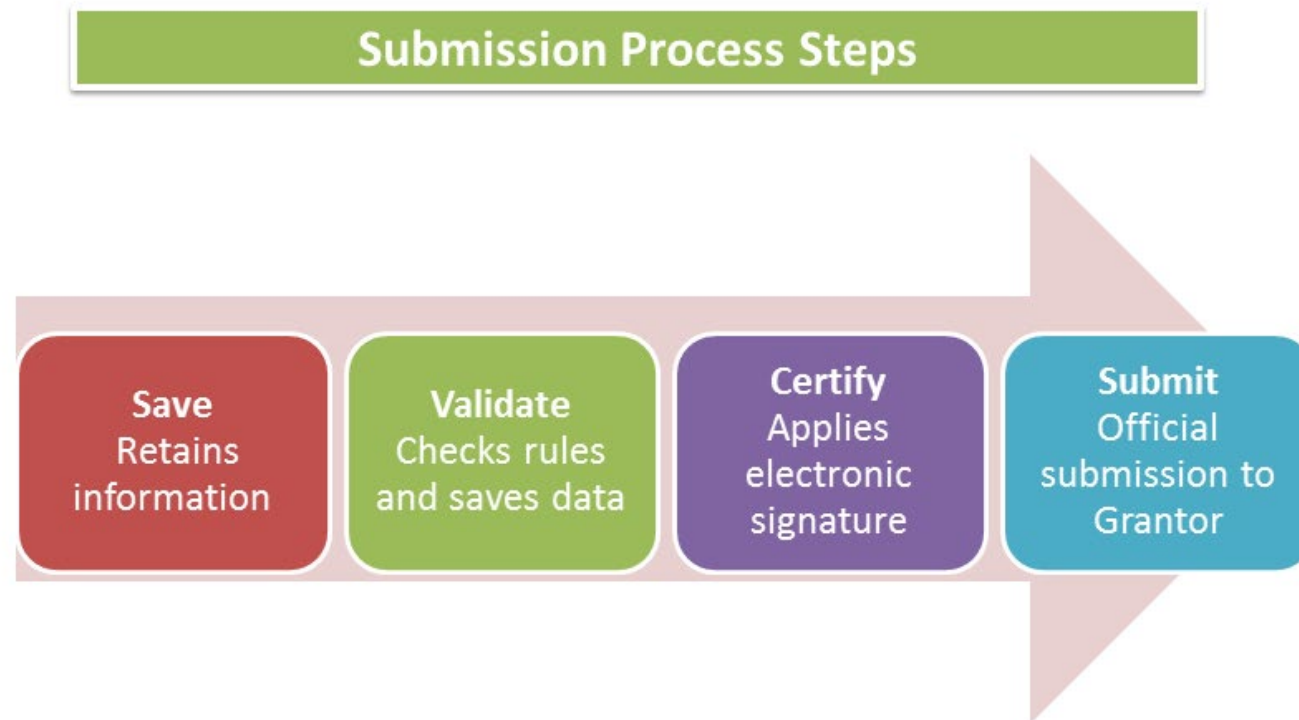 Submission Process Steps
Save
Retains
information
Validate
Checks rules
and saves data
Certify
Applies
electronic
signature
Submit
Official
submission to
Grantor